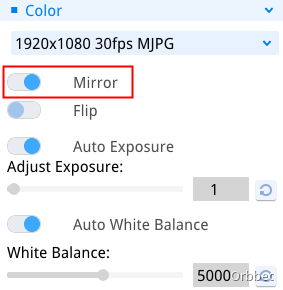 Color
1920x1080 30fps MJPG
Mirror
Flip
Auto Exposure
Adjust Exposure:
1
Auto White Balance
White Balance:
5000
Orbbec